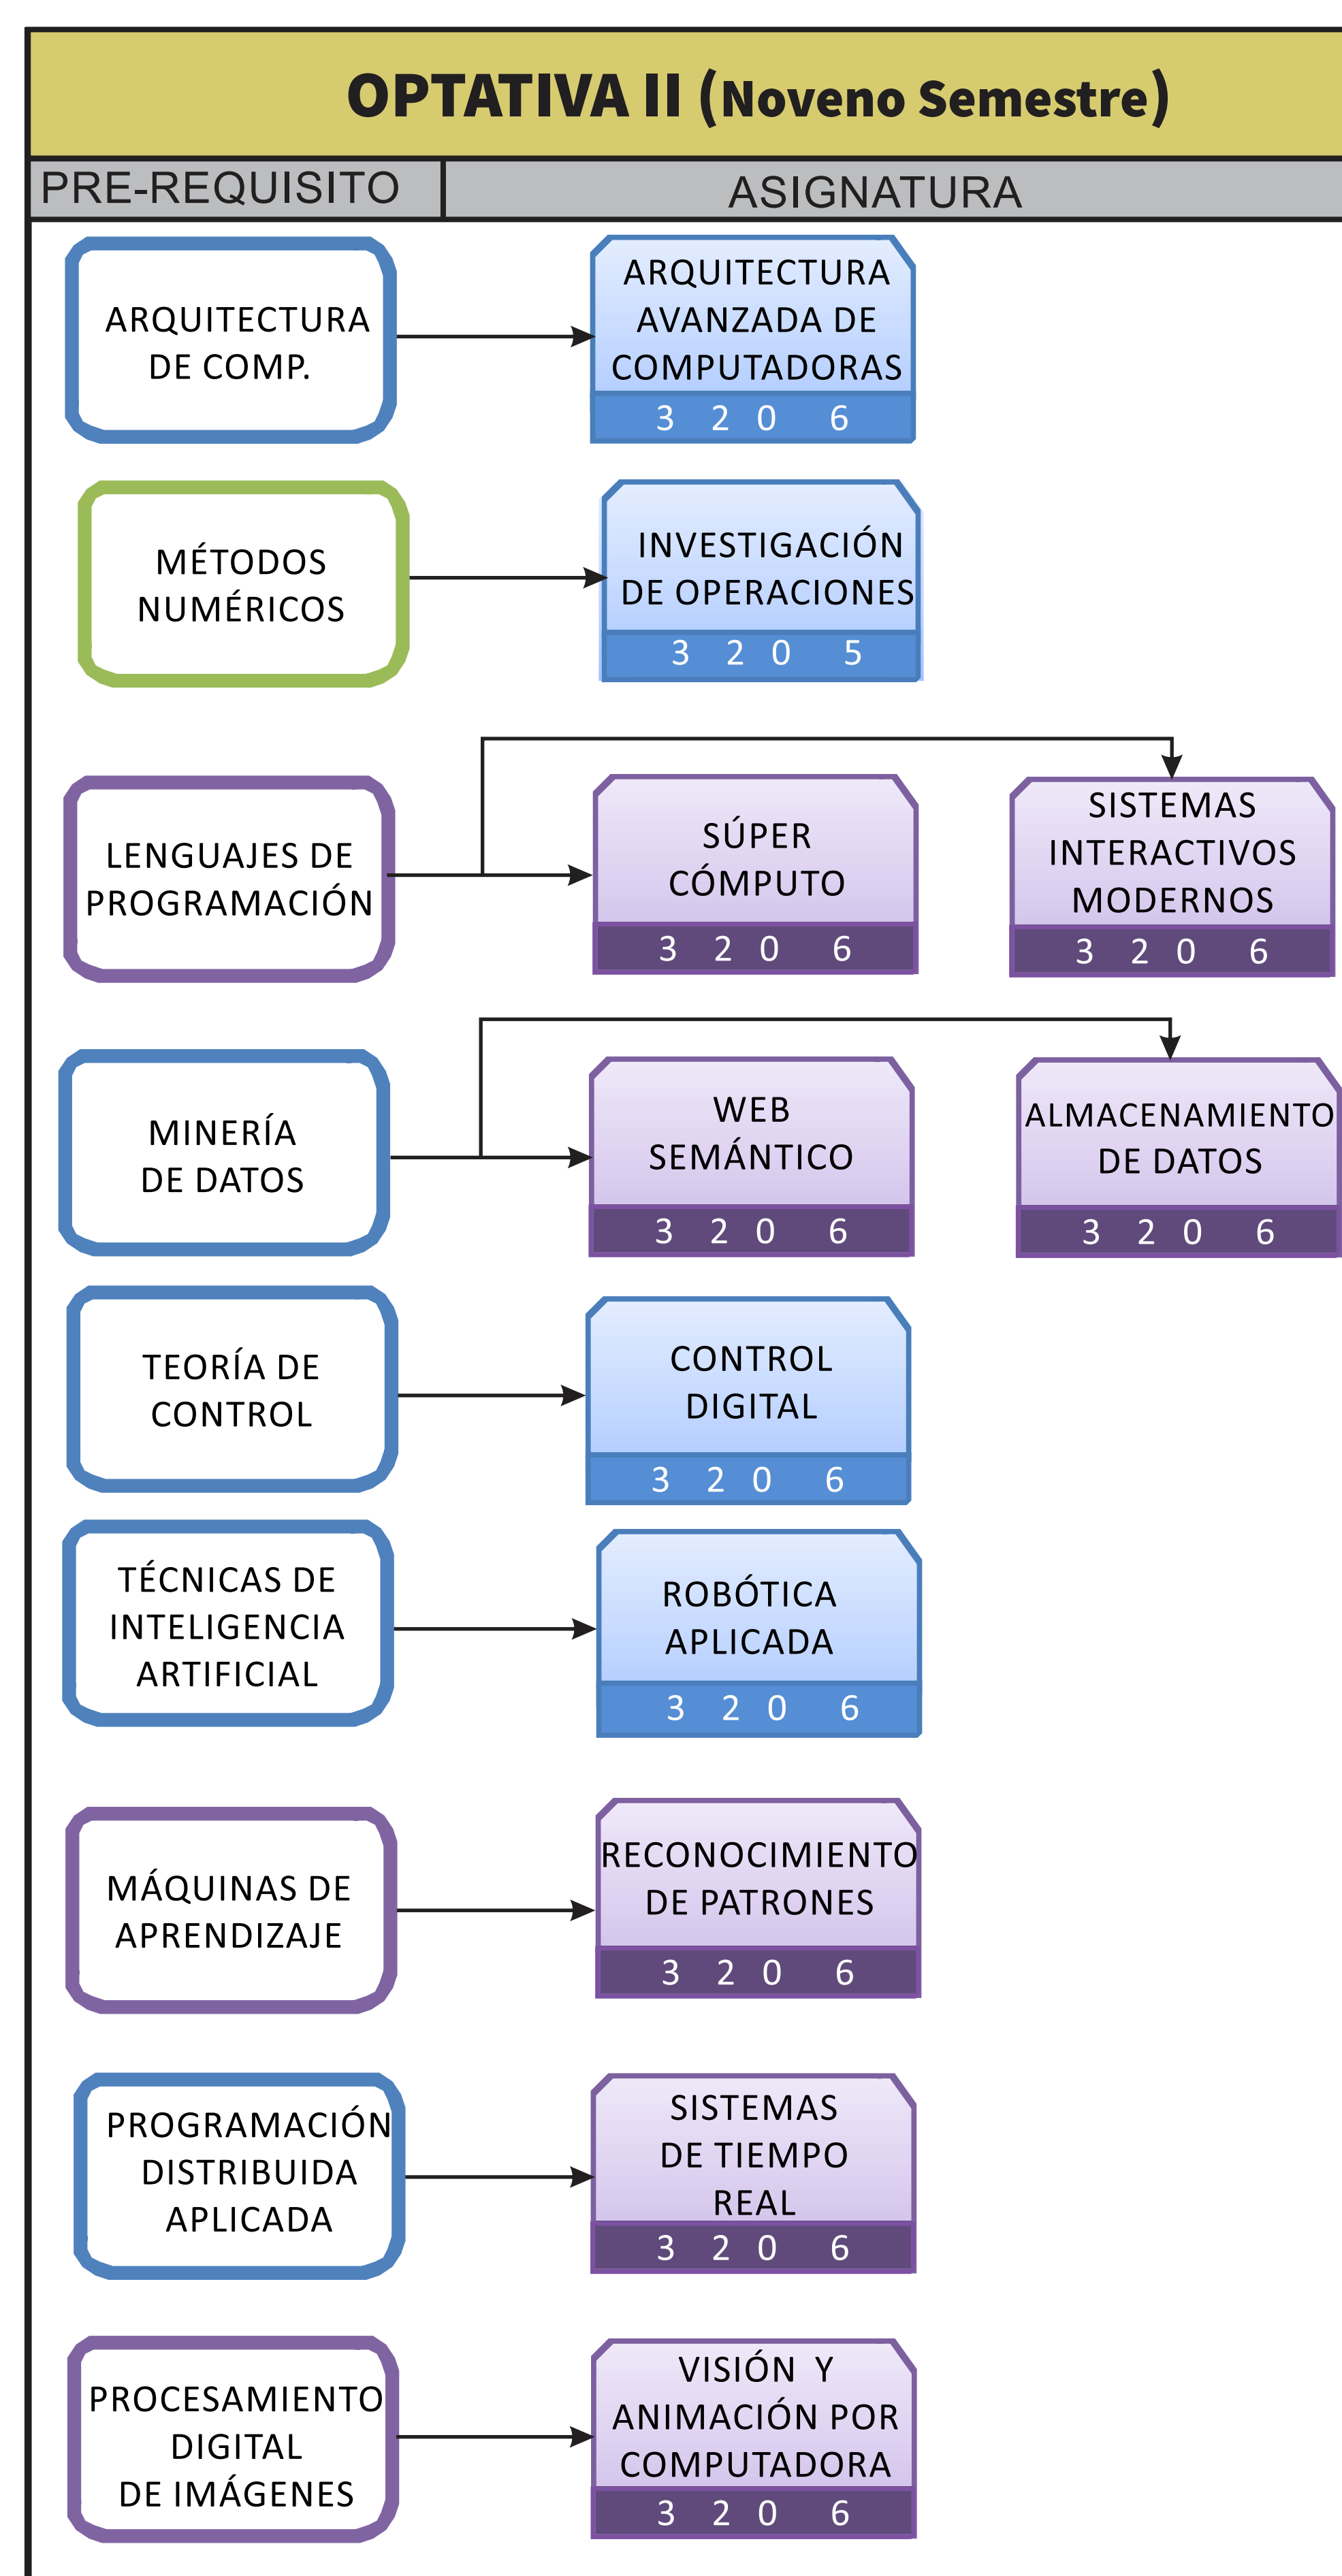 OPTATIVA II (Noveno Semestre)
PRE-REQUISITO
ASIGNATURA
ARQUITECTURA
DE COMP.
ARQUITECTURA
AVANZADA DE
COMPUTADORAS
3 2 0 6
MÉTODOS
NUMÉRICOS
INVESTIGACIÓN
DE OPERACIONES
3 2 0 5
LENGUAJES DE
PROGRAMACIÓN
SÚPER
CÓMPUTO
3 2 0 6
SISTEMAS
INTERACTIVOS
MODERNOS
3 2 0 6
MINERÍA
DE DATOS
WEB
SEMÁNTICO
3 2 0 6
ALMACENAMIENTO
DE DATOS
3 2 0 6
TEORÍA DE
CONTROL
CONTROL
DIGITAL
3 2 0 6
TÉCNICAS DE
INTELIGENCIA
ARTIFICIAL
ROBÓTICA
APLICADA
3 2 0 6
MÁQUINAS DE
APRENDIZAJE
RECONOCIMIENTO
DE PATRONES
3 2 0 6
PROGRAMACIÓN
DISTRIBUIDA
APLICADA
SISTEMAS
DE TIEMPO
REAL
3 2 0 6
PROCESAMIENTO
DIGITAL
DE IMÁGENES
VISIÓN Y
ANIMACIÓN POR
COMPUTADORA
3 2 0 6